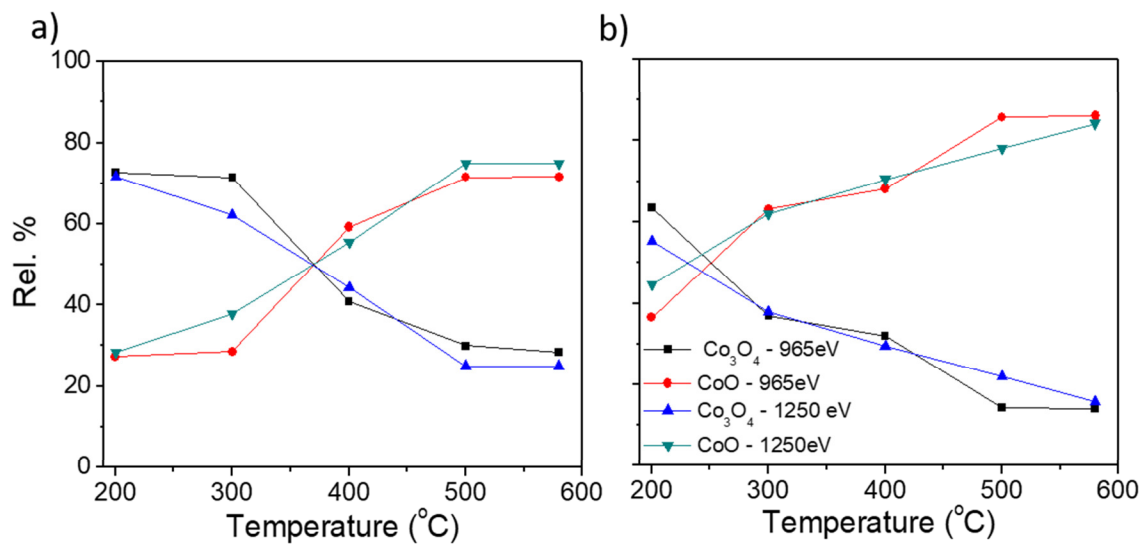 a)
b)
100
80
60
40
20
0
Rel. %
200 300 400 500 600
Temperature (°C)
Co₃O₄ - 965eV
CoO - 965eV
Co₃O₄ - 1250 eV
CoO - 1250eV
200 300 400 500 600
Temperature (°C)